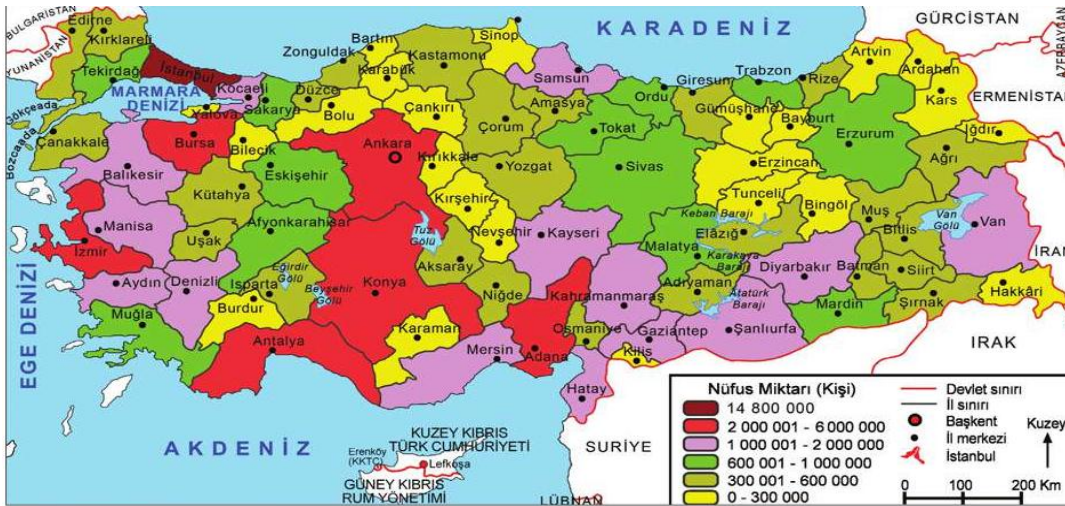 BULGARİSTAN
YUNANİSTAN
KARADENİZ
GÜRCİSTAN
AZERBAYCAN
ERMENİSTAN
Edirne
Kırklareli
Tekirdağ
İstanbul
MARMARA
DENİZİ
Kocaeli
Yalova
Sakarya
Düzce
Zonguldak
Bartın
Karabük
Kastamonu
Sinop
Samsun
Ordu
Giresun
Trabzon
Rize
Artvin
Ardahan
Kars
Iğdır
Gökçeada
Bozcaada
Çanakkale
Bursa
Bilecik
Bolu
Çankırı
Çorum
Amasya
Tokat
Gümüşhane
Bayburt
Erzurum
Ağrı
Balıkesir
Kütahya
Eskişehir
Ankara
Kırıkkale
Yozgat
Sivas
Erzincan
Tunceli
Bingöl
Muş
Bitlis
Van
Gölü
Van
İRAN
Manisa
İzmir
Uşak
Afyonkarahisar
Kırşehir
Nevşehir
Kayseri
Malatya
Keban Barajı
Elâzığ
Karakaya
Barajı
Diyarbakır
Batman
Siirt
Şırnak
Hakkâri
Tuz
Gölü
Aksaray
Niğde
Konya
Eğirdir
Gölü
Beyşehir
Gölü
Isparta
Burdur
Denizli
Aydın
Muğla
Antalya
Karaman
Mersin
Adana
Osmaniye
Kahramanmaraş
Adıyaman
Atatürk
Barajı
Gaziantep
Kilis
Şanlıurfa
Mardin
Hatay
EGE DENİZİ
AKDENİZ
IRAK
SURİYE
LÜBNAN
KUZEY KIBRIS
TÜRK CUMHURİYETİ
Erenköy
(KKTC)
Lefkoşa
GÜNEY KIBRIS
RUM YÖNETİMİ
Nüfus Miktarı (Kişi)
14 800 000
2 000 001 - 6 000 000
1 000 001 - 2 000 000
600 001 - 1 000 000
300 001 - 600 000
0 - 300 000
Devlet sınırı
İl sınırı
Başkent
İl merkezi
İstanbul
Kuzey
0 100 200 Km